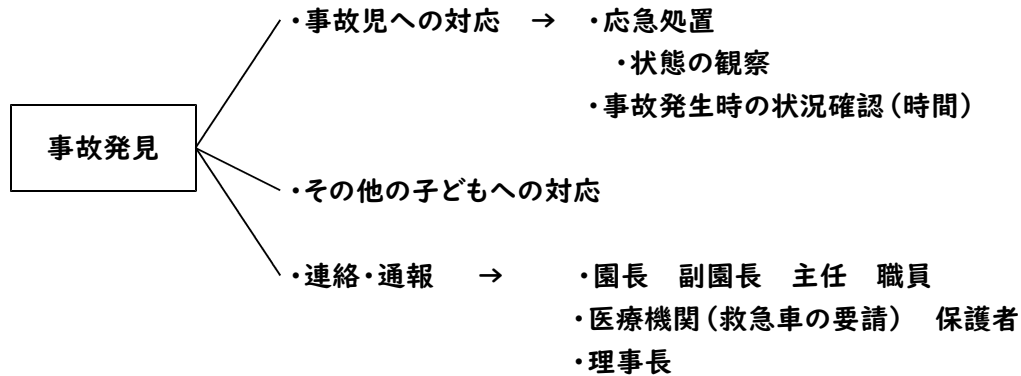 ・事故児への対応　→　・応急処置
・状態の観察
・事故発生時の状況確認（時間）
事故発見
・その他の子どもへの対応
・連絡・通報　→　・園長　副園長　主任　職員
・医療機関（救急車の要請）　保護者
・理事長